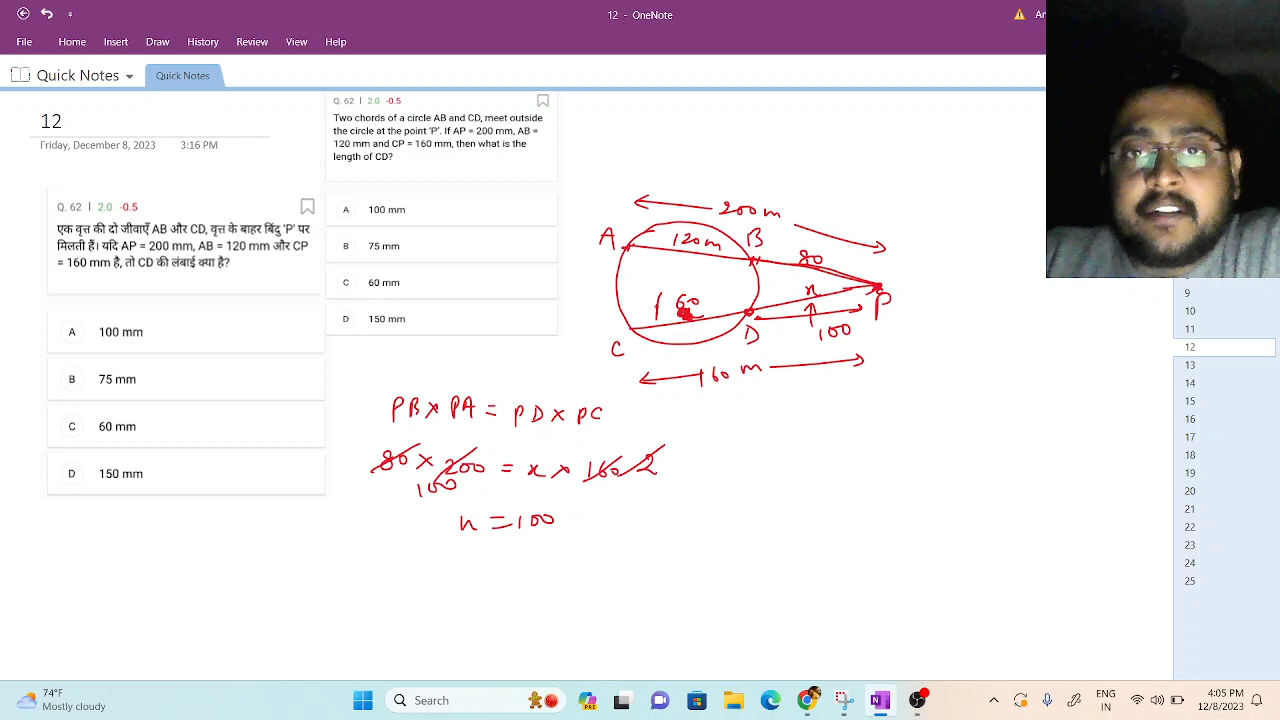 12 - OneNote
File Home Insert Draw History Review View Help
Quick Notes
Quick Notes
12
Friday, December 8, 2023 3:16 PM
Q. 62 | 2.0 -0.5
एक वृत्त की दो जीवाएँ AB और CD, वृत्त के बाहर बिंदु 'P' पर
मिलती हैं। यदि AP = 200 mm, AB = 120 mm और CP
= 160 mm है, तो CD की लंबाई क्या है?
A 100 mm
B 75 mm
C 60 mm
D 150 mm
Q. 62 | 2.0 -0.5
Two chords of a circle AB and CD, meet outside
the circle at the point 'P'. If AP = 200 mm, AB =
120 mm and CP = 160 mm, then what is the
length of CD?
A 100 mm
B 75 mm
C 60 mm
D 150 mm
200 m
A 120m B
80
x
60
P
D
100
C
160 m
PB x PA = PD x PC
80 x 200 = x x 160 2
100
x = 100
9
10
11
12
13
14
15
16
17
18
19
20
21
22
23
24
25
74°F
Mostly cloudy
Search
ENG
IN
4:05 PM
12/8/2023